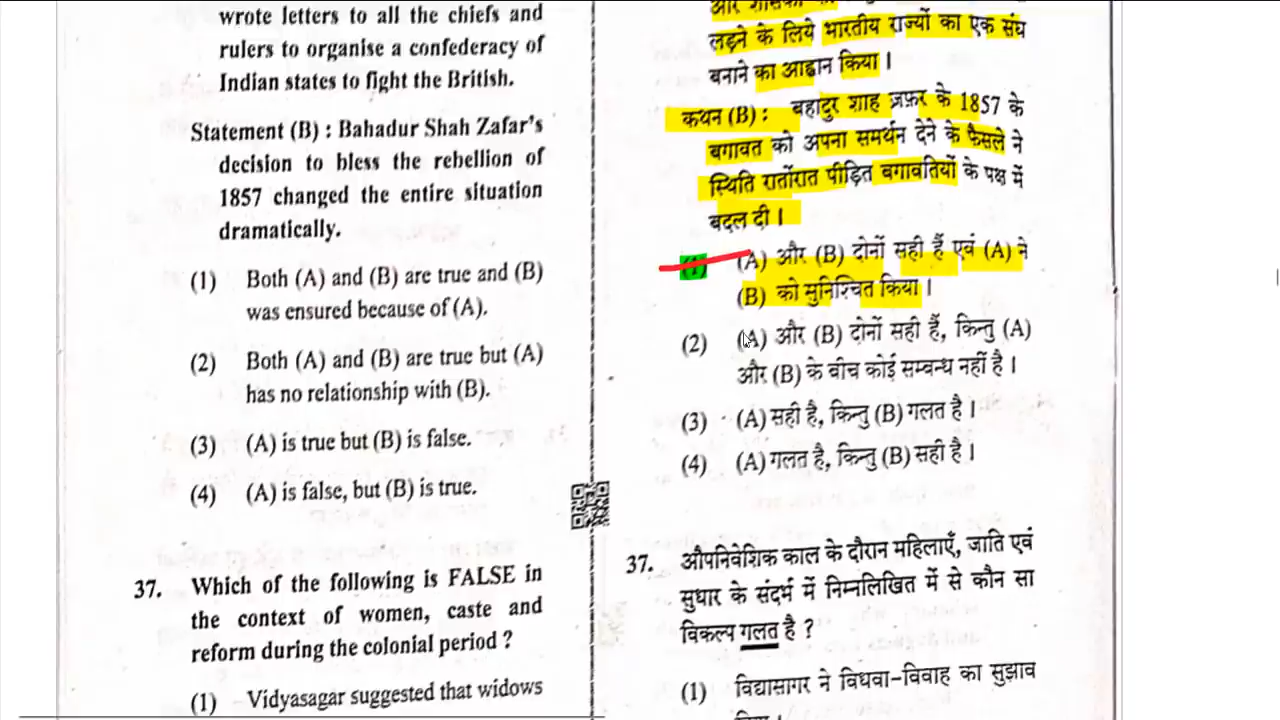 wrote letters to all the chiefs and
rulers to organise a confederacy of
Indian states to fight the British.
Statement (B) : Bahadur Shah Zafar's
decision to bless the rebellion of
1857 changed the entire situation
dramatically.
(1) Both (A) and (B) are true and (B)
was ensured because of (A).
(2) Both (A) and (B) are true but (A)
has no relationship with (B).
(3) (A) is true but (B) is false.
(4) (A) is false, but (B) is true.
37. Which of the following is FALSE in
the context of women, caste and
reform during the colonial period ?
(1) Vidyasagar suggested that widows
लड़ने के लिये भारतीय राज्यों का एक संघ
बनाने का आह्वान किया।
कथन (B) : बहादुर शाह ज़फ़र के 1857 के
बगावत को अपना समर्थन देने के फैसले ने
स्थिति रातोंरात पीड़ित बगावतियों के पक्ष में
बदल दी।
(1) (A) और (B) दोनों सही हैं एवं (A) ने
(B) को सुनिश्चित किया।
(2) (A) और (B) दोनों सही हैं, किन्तु (A)
और (B) के बीच कोई सम्बन्ध नहीं है।
(3) (A) सही है, किन्तु (B) गलत है।
(4) (A) गलत है, किन्तु (B) सही है।
37. औपनिवेशिक काल के दौरान महिलाएँ, जाति एवं
सुधार के संदर्भ में निम्नलिखित में से कौन सा
विकल्प गलत है ?
(1) विद्यासागर ने विधवा-विवाह का सुझाव